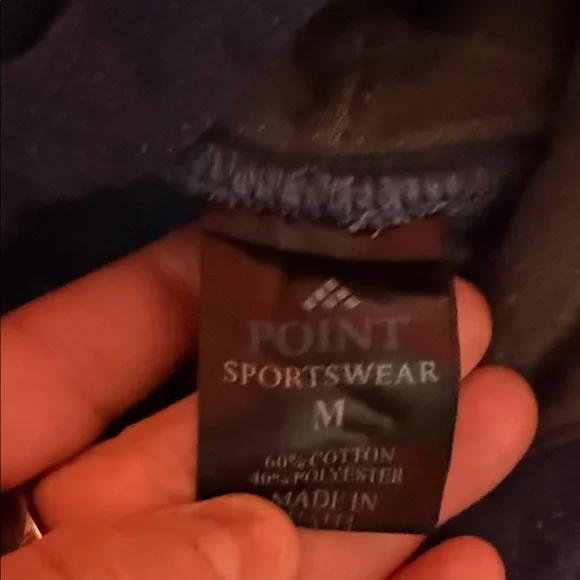 POINT
SPORTSWEAR
M
60% COTTON
40% POLYESTER
MADE IN